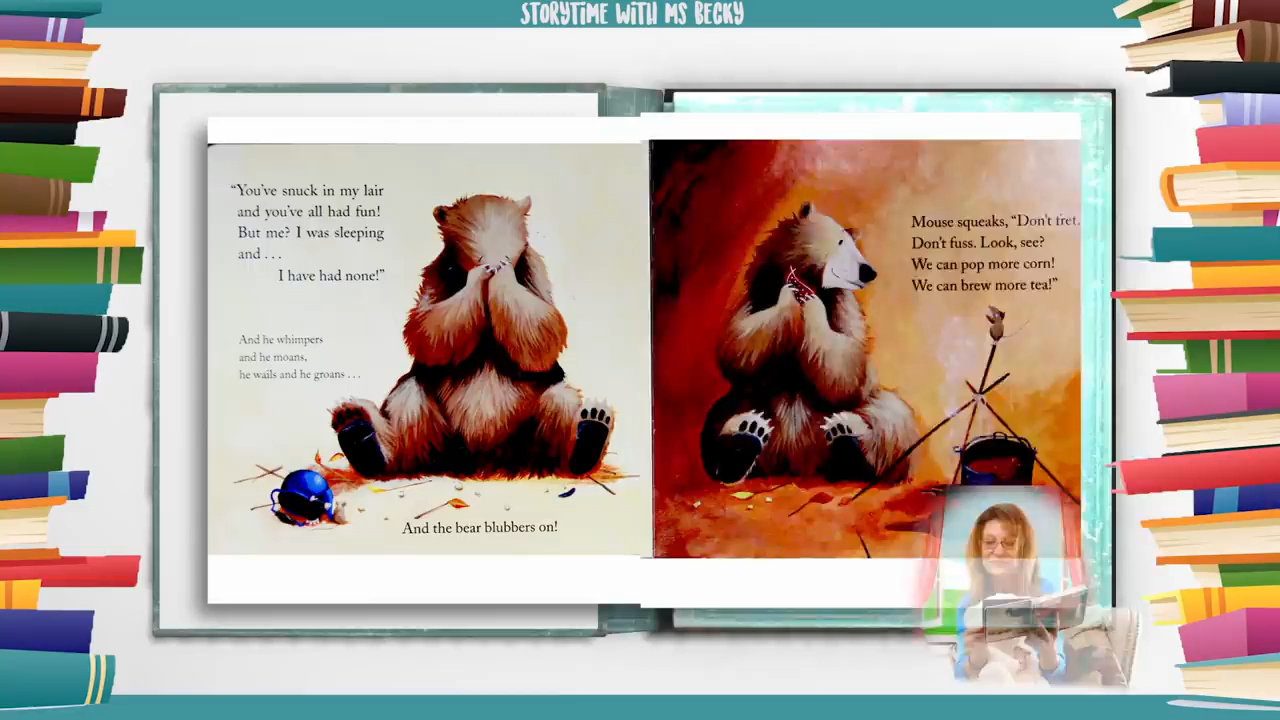 STORYTIME WITH MS BECKY
“You’ve snuck in my lair
and you’ve all had fun!
But me? I was sleeping
and . . .
I have had none!”
And he whimpers
and he moans,
he wails and he groans . . .
And the bear blubbers on!
Mouse squeaks, “Don’t fret.
Don’t fuss. Look, see?
We can pop more corn!
We can brew more tea!”